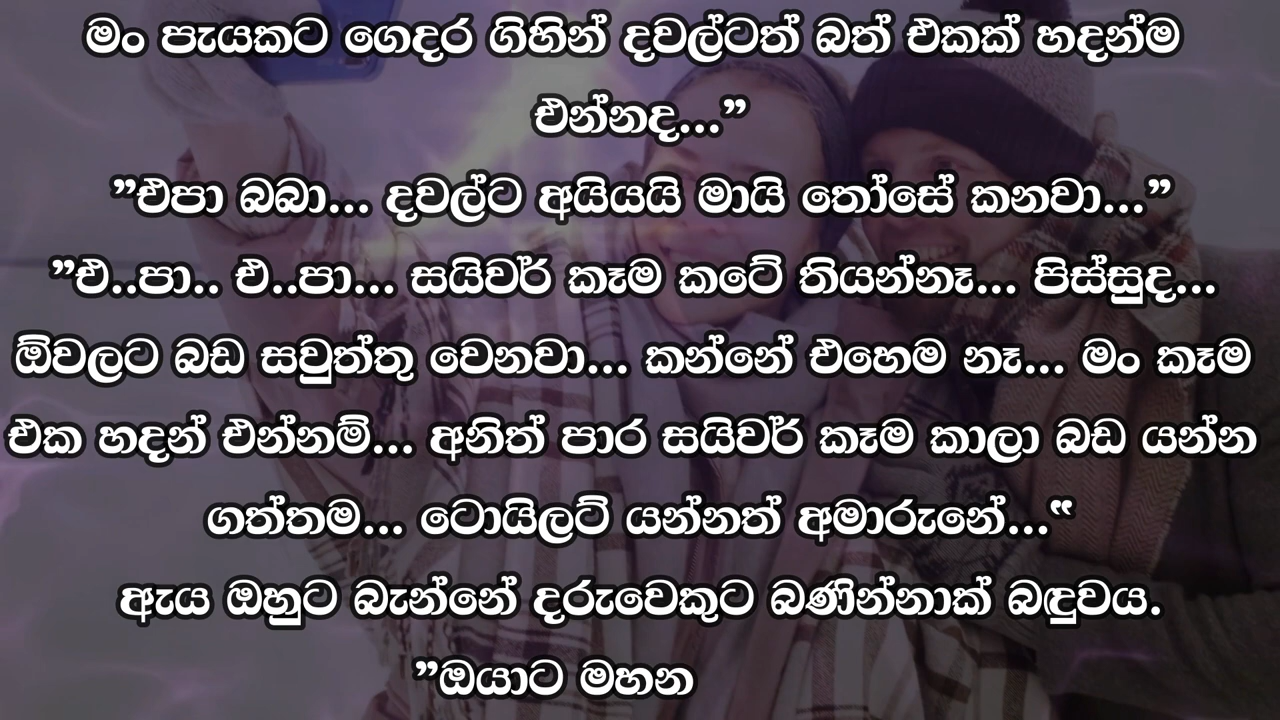 මං පැයකට ගෙදර ගිහින් දවල්ටත් බත් එකක් හදන්ම
එන්නද...”
”එපා බබා... දවල්ට අයියයි මායි තෝසේ කනවා...”
”එ..පා.. එ..පා... සයිවර් කෑම කටේ තියන්නෑ... පිස්සුද...
ඕවලට බඩ සවුත්තු වෙනවා... කන්නේ එහෙම නෑ... මං කෑම
එක හදන් එන්නම්... අනිත් පාර සයිවර් කෑම කාලා බඩ යන්න
ගත්තම... ටොයිලට් යන්නත් අමාරුනේ...“
ඇය ඔහුට බැන්නේ දරුවෙකුට බණින්නාක් බඳුවය.
”ඔයාට මහන